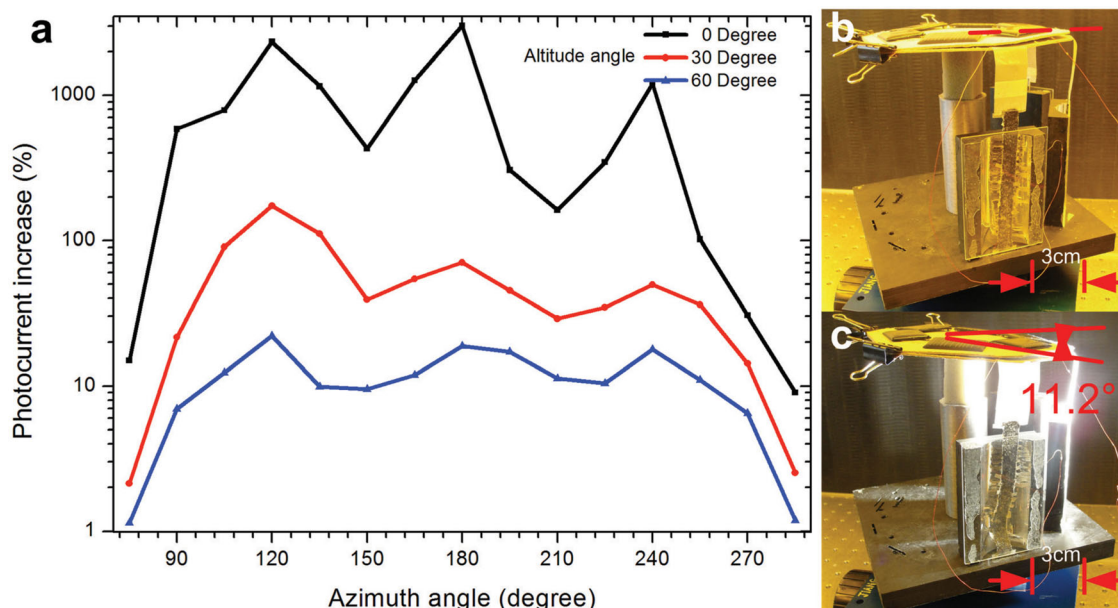 a
Altitude angle
0 Degree
30 Degree
60 Degree
Photocurrent increase (%)
1000
100
10
1
90
120
150
180
210
240
270
Azimuth angle (degree)
b
3cm
c
11.2°
3cm